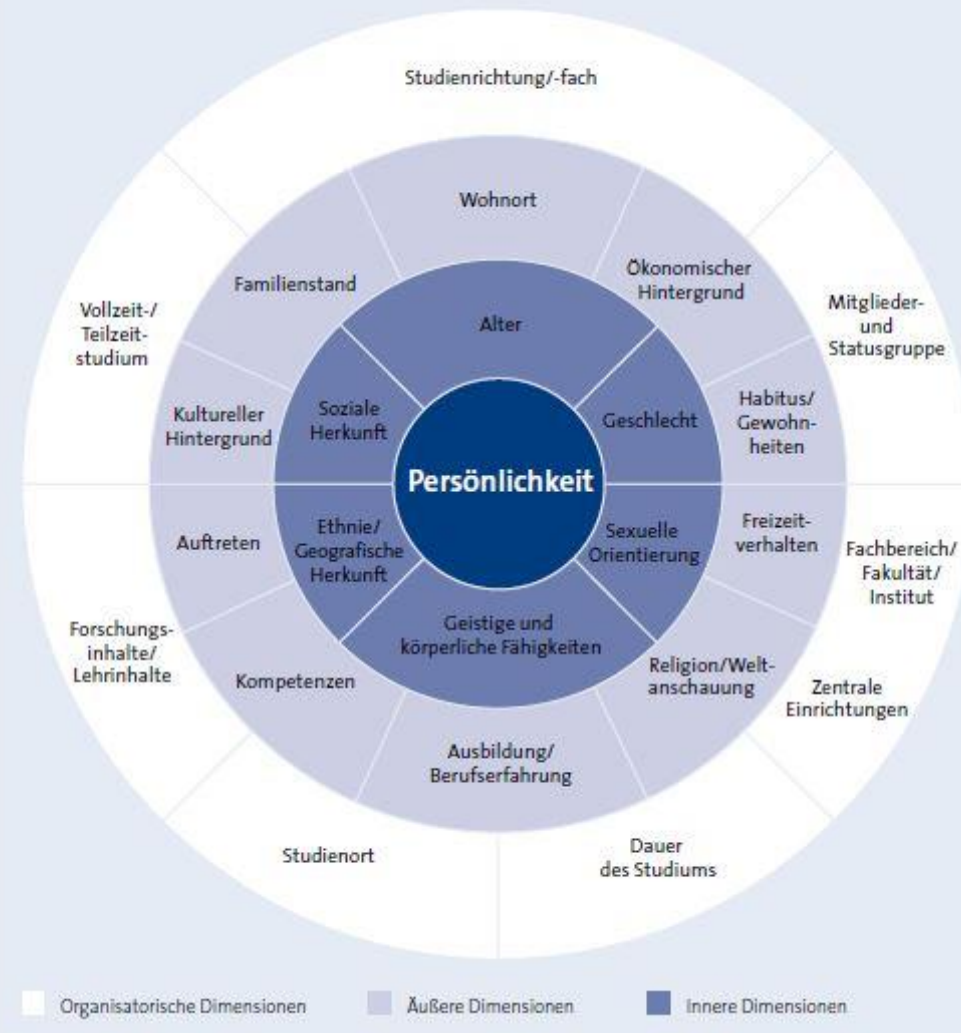 Studienrichtung/-fach
Wohnort
Familienstand
Ökonomischer
Hintergrund
Vollzeit-/
Teilzeit-
studium
Alter
Mitglieder-
und
Statusgruppe
Kultureller
Hintergrund
Soziale
Herkunft
Geschlecht
Habitus/
Gewohn-
heiten
Persönlichkeit
Auftreten
Ethnie/
Geografische
Herkunft
Sexuelle
Orientierung
Freizeit-
verhalten
Fachbereich/
Fakultät/
Institut
Forschungs-
inhalte/
Lehrinhalte
Kompetenzen
Geistige und
körperliche Fähigkeiten
Religion/Welt-
anschauung
Zentrale
Einrichtungen
Ausbildung/
Berufserfahrung
Studienort
Dauer
des Studiums
Organisatorische Dimensionen
Äußere Dimensionen
Innere Dimensionen